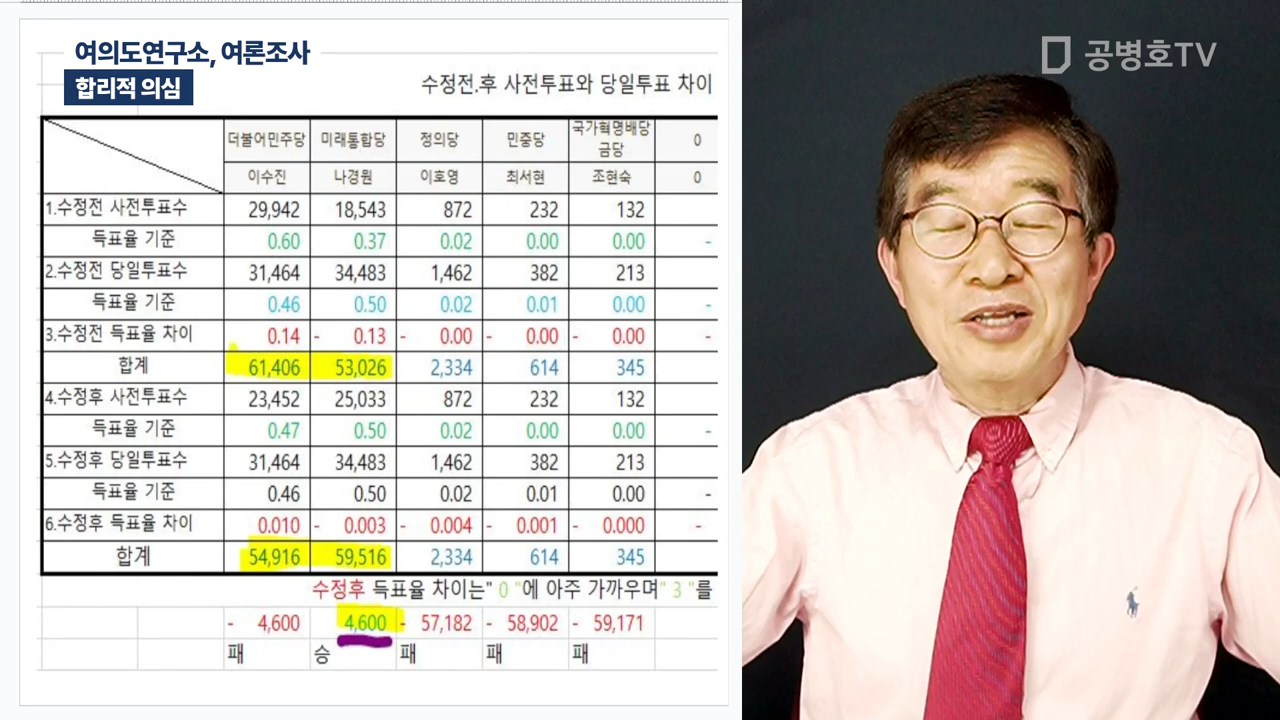 여의도연구소, 여론조사
합리적 의심
공병호TV
수정전.후 사전투표와 당일투표 차이
더불어민주당 미래통합당 정의당 민중당 국가혁명배당금당 0
이수진 나경원 이호영 최서현 조현숙 0
1.수정전 사전투표수 29,942 18,543 872 232 132
득표율 기준 0.60 0.37 0.02 0.00 0.00 -
2.수정전 당일투표수 31,464 34,483 1,462 382 213
득표율 기준 0.46 0.50 0.02 0.01 0.00 -
3.수정전 득표율 차이 0.14 - 0.13 - 0.00 - 0.00 - 0.00
합계 61,406 53,026 2,334 614 345
4.수정후 사전투표수 23,452 25,033 872 232 132
득표율 기준 0.47 0.50 0.02 0.00 0.00 -
5.수정후 당일투표수 31,464 34,483 1,462 382 213
득표율 기준 0.46 0.50 0.02 0.01 0.00 -
6.수정후 득표율 차이 0.010 - 0.003 - 0.004 - 0.001 - 0.000 -
합계 54,916 59,516 2,334 614 345
수정후 득표율 차이는" 0 "에 아주 가까우며" 3 "를
- 4,600 4,600 - 57,182 - 58,902 - 59,171
패 승 패 패 패